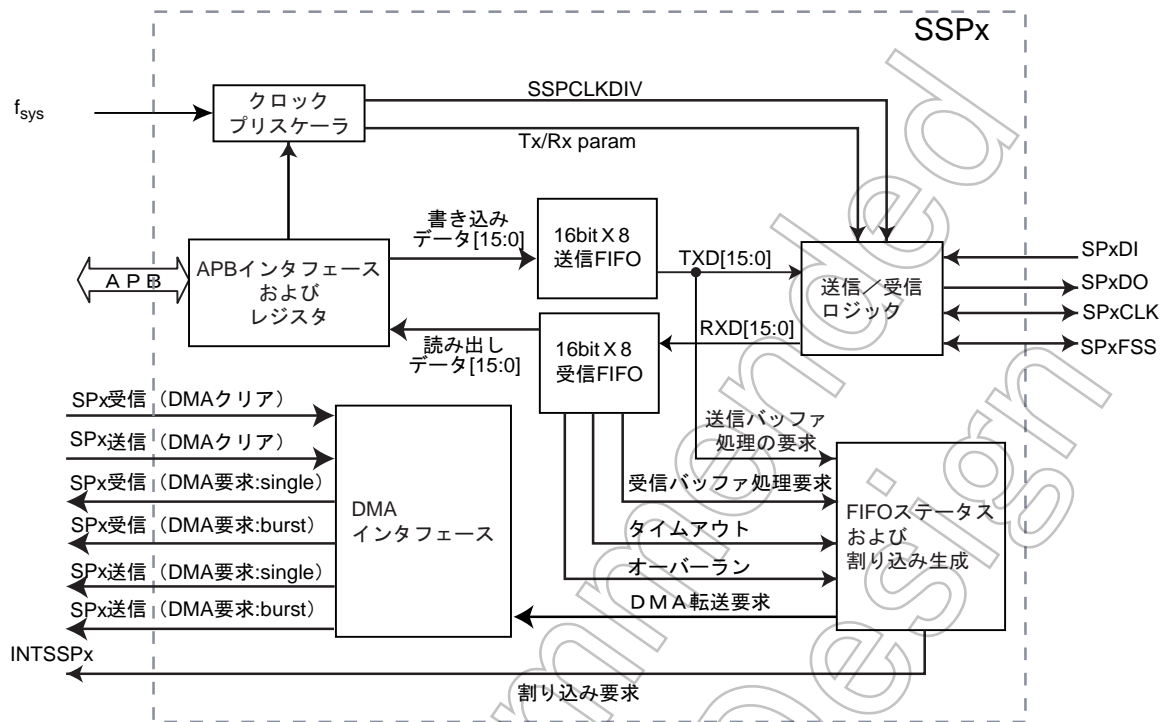 SSPx
fsys
クロック
プリスケーラ
SSPCLKDIV
Tx/Rx param
書き込み
データ[15:0]
16bit X 8
送信FIFO
TXD[15:0]
APB
APBインタフェース
および
レジスタ
送信／受信
ロジック
SPxDI
SPxDO
SPxCLK
SPxFSS
読み出し
データ[15:0]
16bit X 8
受信FIFO
RXD[15:0]
SPx受信（DMAクリア）
SPx送信（DMAクリア）
SPx受信（DMA要求:single）
SPx受信（DMA要求:burst）
SPx送信（DMA要求:single）
SPx送信（DMA要求:burst）
DMA
インタフェース
送信バッファ
処理の要求
受信バッファ処理要求
タイムアウト
オーバーラン
DMA転送要求
FIFOステータス
および
割り込み生成
INTSSPx
割り込み要求